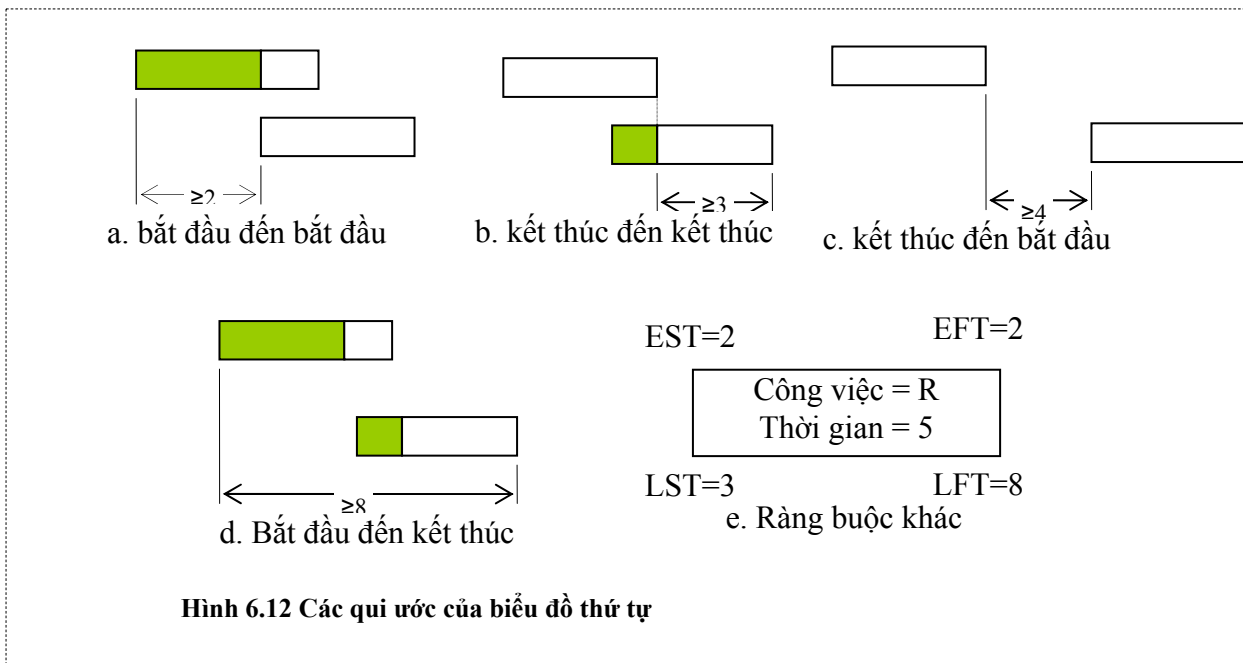 ≥2
≥3
≥4
a. bắt đầu đến bắt đầu
b. kết thúc đến kết thúc
c. kết thúc đến bắt đầu
EST=2
EFT=2
Công việc = R
Thời gian = 5
LST=3
LFT=8
≥8
d. Bắt đầu đến kết thúc
e. Ràng buộc khác
Hình 6.12 Các qui ước của biểu đồ thứ tự